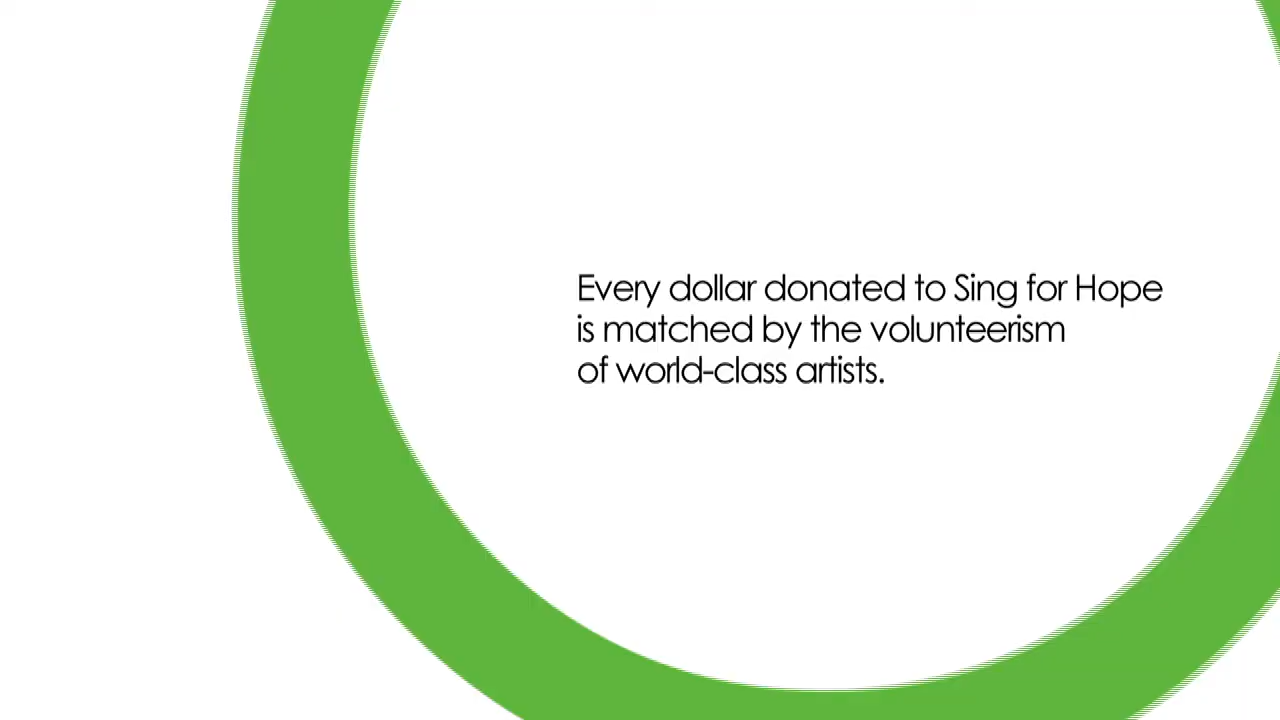 Every dollar donated to Sing for Hope
is matched by the volunteerism
of world-class artists.